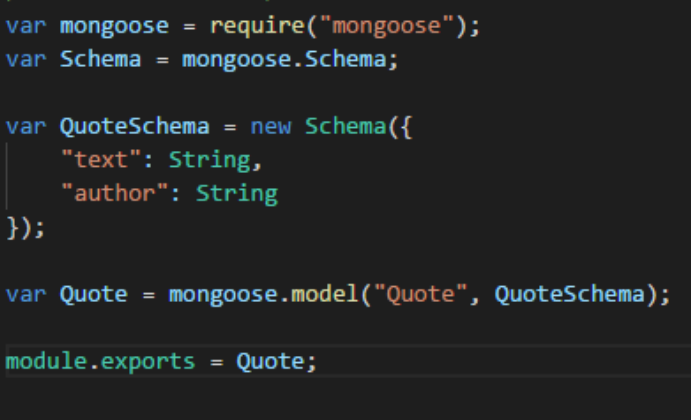 var mongoose = require("mongoose");
var Schema = mongoose.Schema;
var QuoteSchema = new Schema({
"text": String,
"author": String
});
var Quote = mongoose.model("Quote", QuoteSchema);
module.exports = Quote;